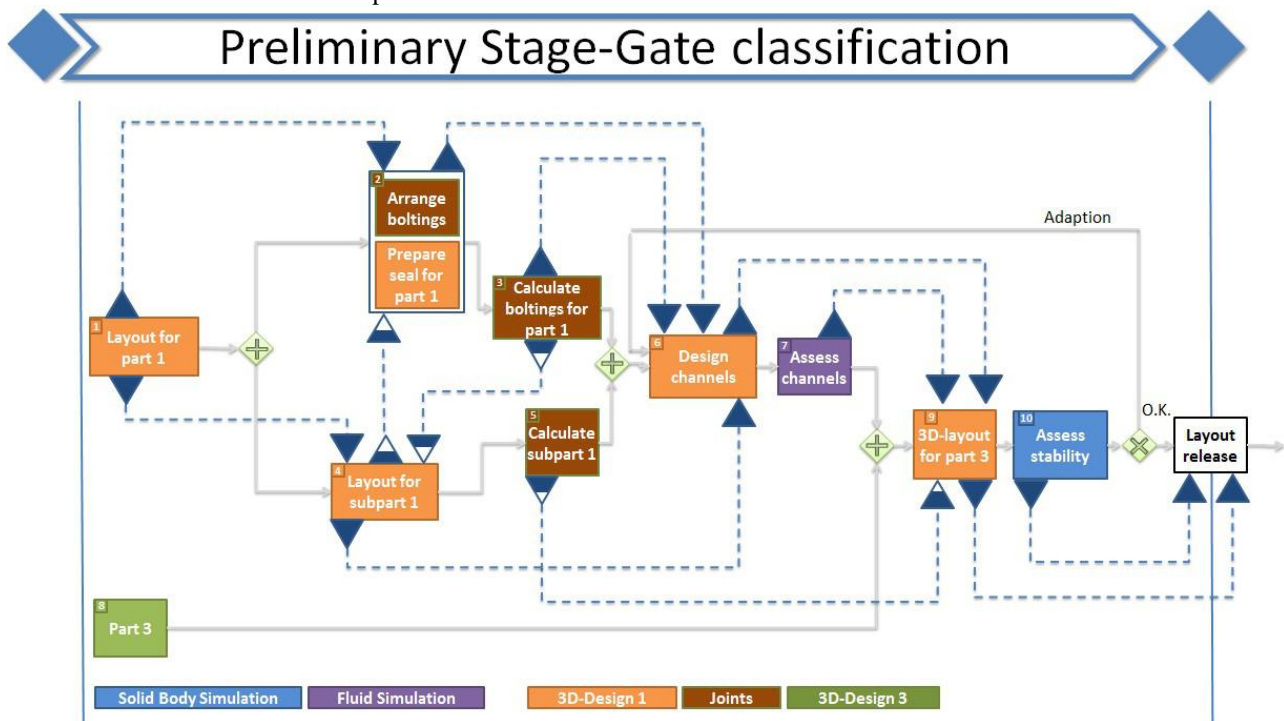 Preliminary Stage-Gate classification
2
Arrange
boltings
Prepare
seal for
part 1
Adaption
1
Layout for
part 1
3
Calculate
boltings for
part 1
6
Design
channels
7
Assess
channels
5
Calculate
subpart 1
4
Layout for
subpart 1
9
3D-layout
for part 3
10
Assess
stability
O.K.
Layout
release
8
Part 3
Solid Body Simulation
Fluid Simulation
3D-Design 1
Joints
3D-Design 3